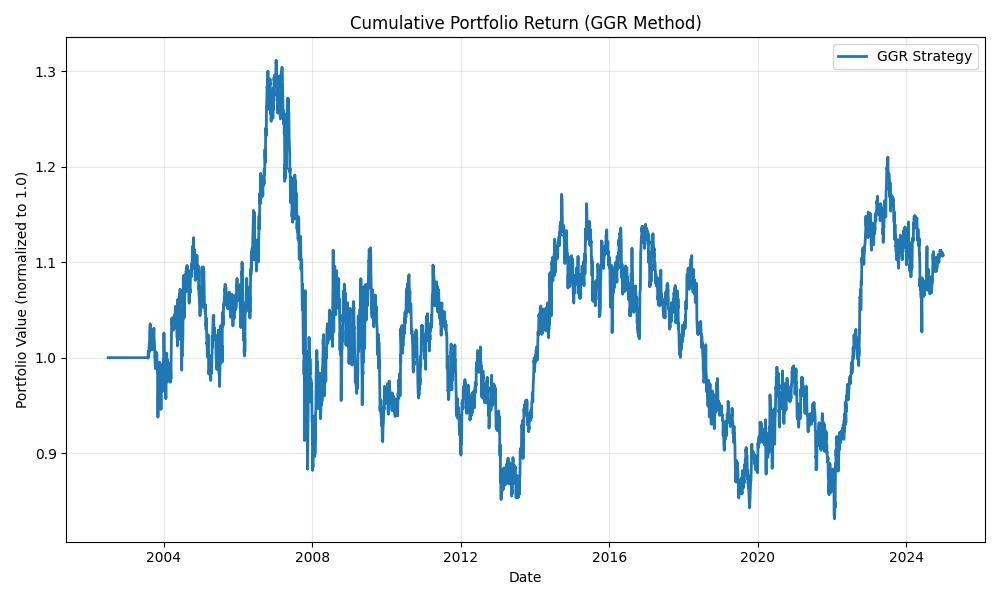 Cumulative Portfolio Return (GGR Method)
GGR Strategy
Portfolio Value (normalized to 1.0)
1.3
1.2
1.1
1.0
0.9
2004 2008 2012 2016 2020 2024
Date